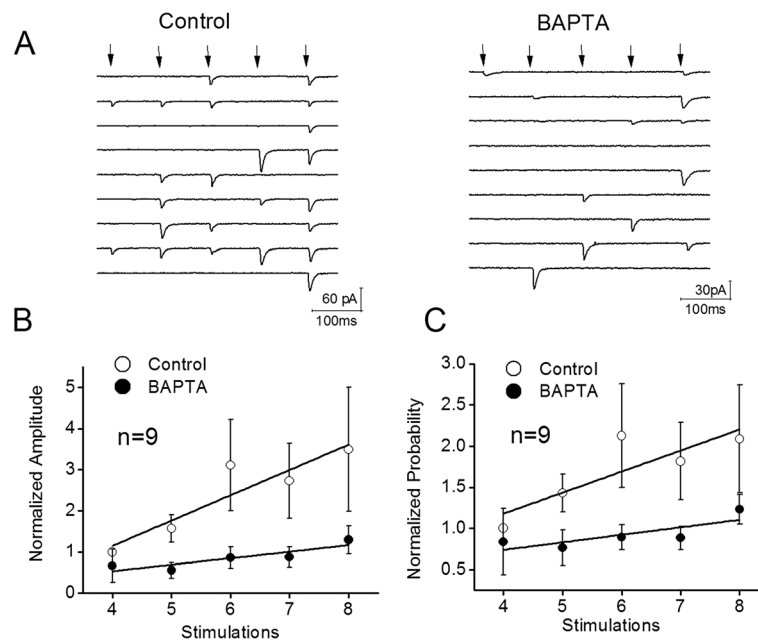 A
Control
BAPTA
60 pA
100ms
30pA
100ms
B
Control
BAPTA
n=9
Normalized Amplitude
5
4
3
2
1
0
4 5 6 7 8
Stimulations
C
Control
BAPTA
n=9
Normalized Probability
3.0
2.5
2.0
1.5
1.0
0.5
4 5 6 7 8
Stimulations